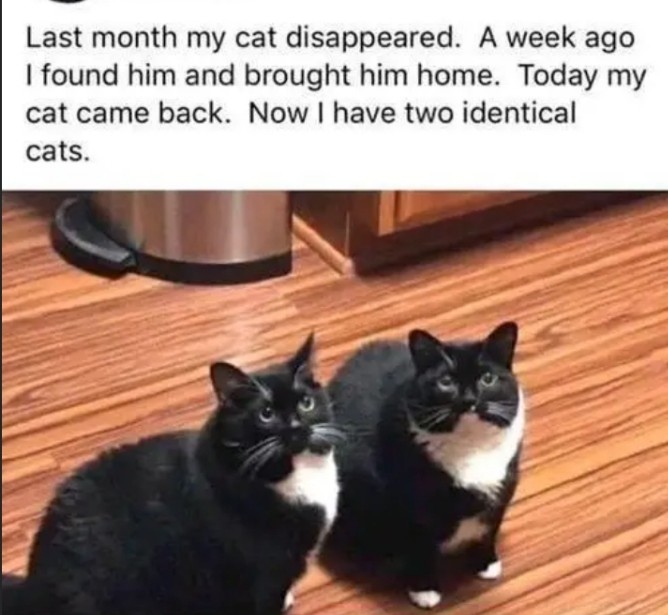 Last month my cat disappeared.  A week ago
I found him and brought him home.  Today my
cat came back.  Now I have two identical
cats.